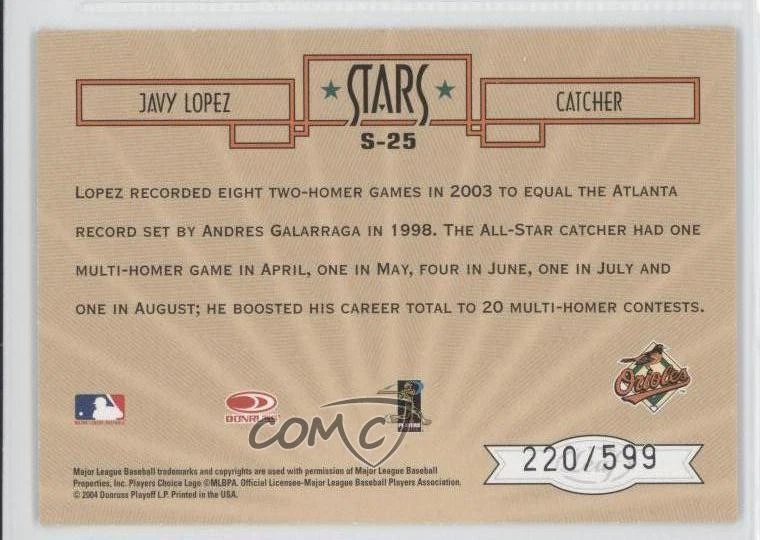 JAVY LOPEZ
STARS
CATCHER
S-25
LOPEZ RECORDED EIGHT TWO-HOMER GAMES IN 2003 TO EQUAL THE ATLANTA
RECORD SET BY ANDRES GALARRAGA IN 1998. THE ALL-STAR CATCHER HAD ONE
MULTI-HOMER GAME IN APRIL, ONE IN MAY, FOUR IN JUNE, ONE IN JULY AND
ONE IN AUGUST; HE BOOSTED HIS CAREER TOTAL TO 20 MULTI-HOMER CONTESTS.
Orioles
MAJOR LEAGUE BASEBALL
DONRUSS
PLAYERS
COMC
220/599
Leaf
Major League Baseball trademarks and copyrights are used with permission of Major League Baseball
Properties, Inc. Players Choice Logo ©MLBPA. Official Licensee-Major League Baseball Players Association.
© 2004 Donruss Playoff L.P. Printed in the USA.